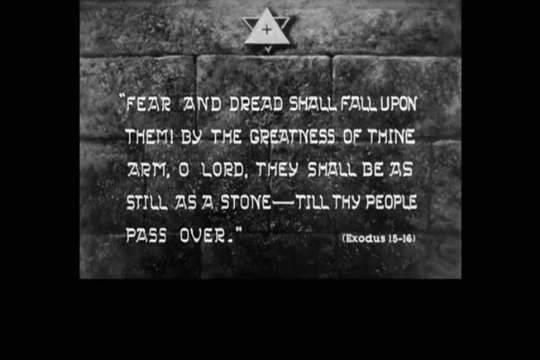 "FEAR AND DREAD SHALL FALL UPON
THEM! BY THE GREATNESS OF THINE
ARM, O LORD, THEY SHALL BE AS
STILL AS A STONE—TILL THY PEOPLE
PASS OVER."
(Exodus 15-16)